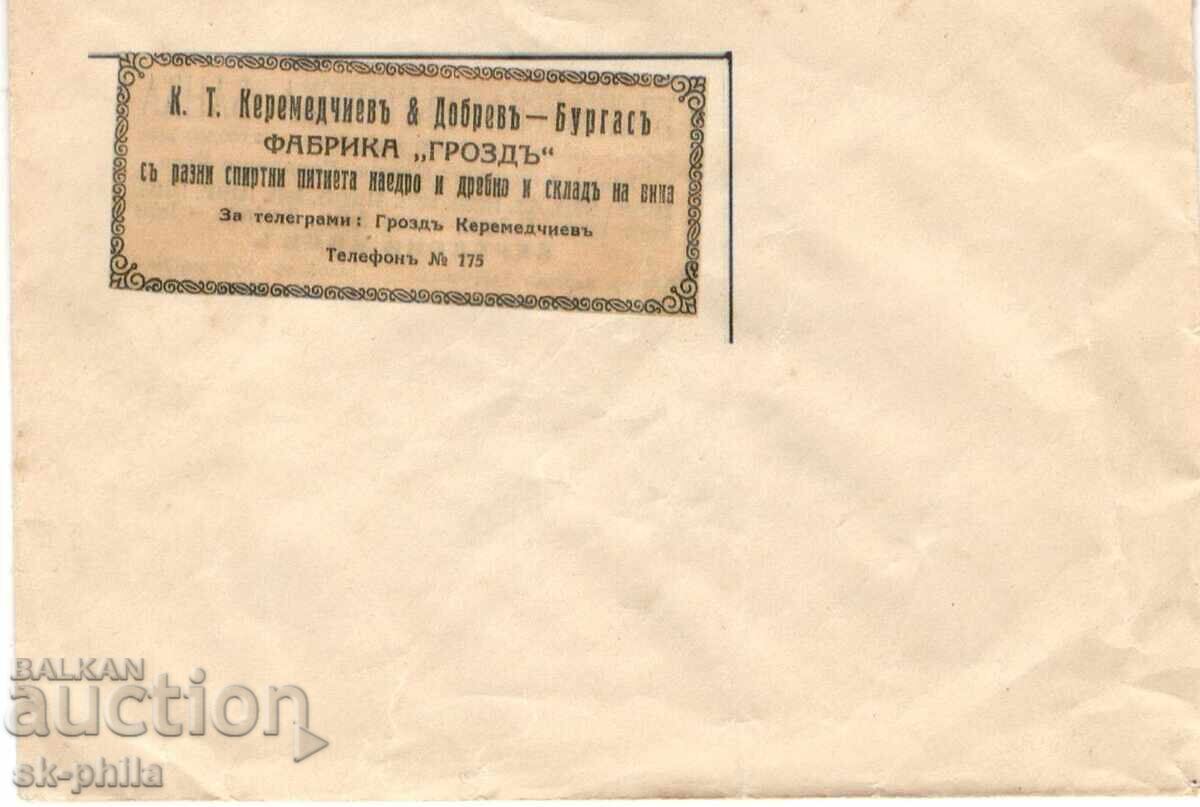 К. Т. Керемедчиевъ & Добревъ — Бургасъ
ФАБРИКА „ГРОЗДЪ“
съ разни спиртни питиета наедро и дребно и складъ на вина
За телеграми: Гроздъ Керемедчиевъ
Телефонъ № 175
BALKAN
auction
sk-phila